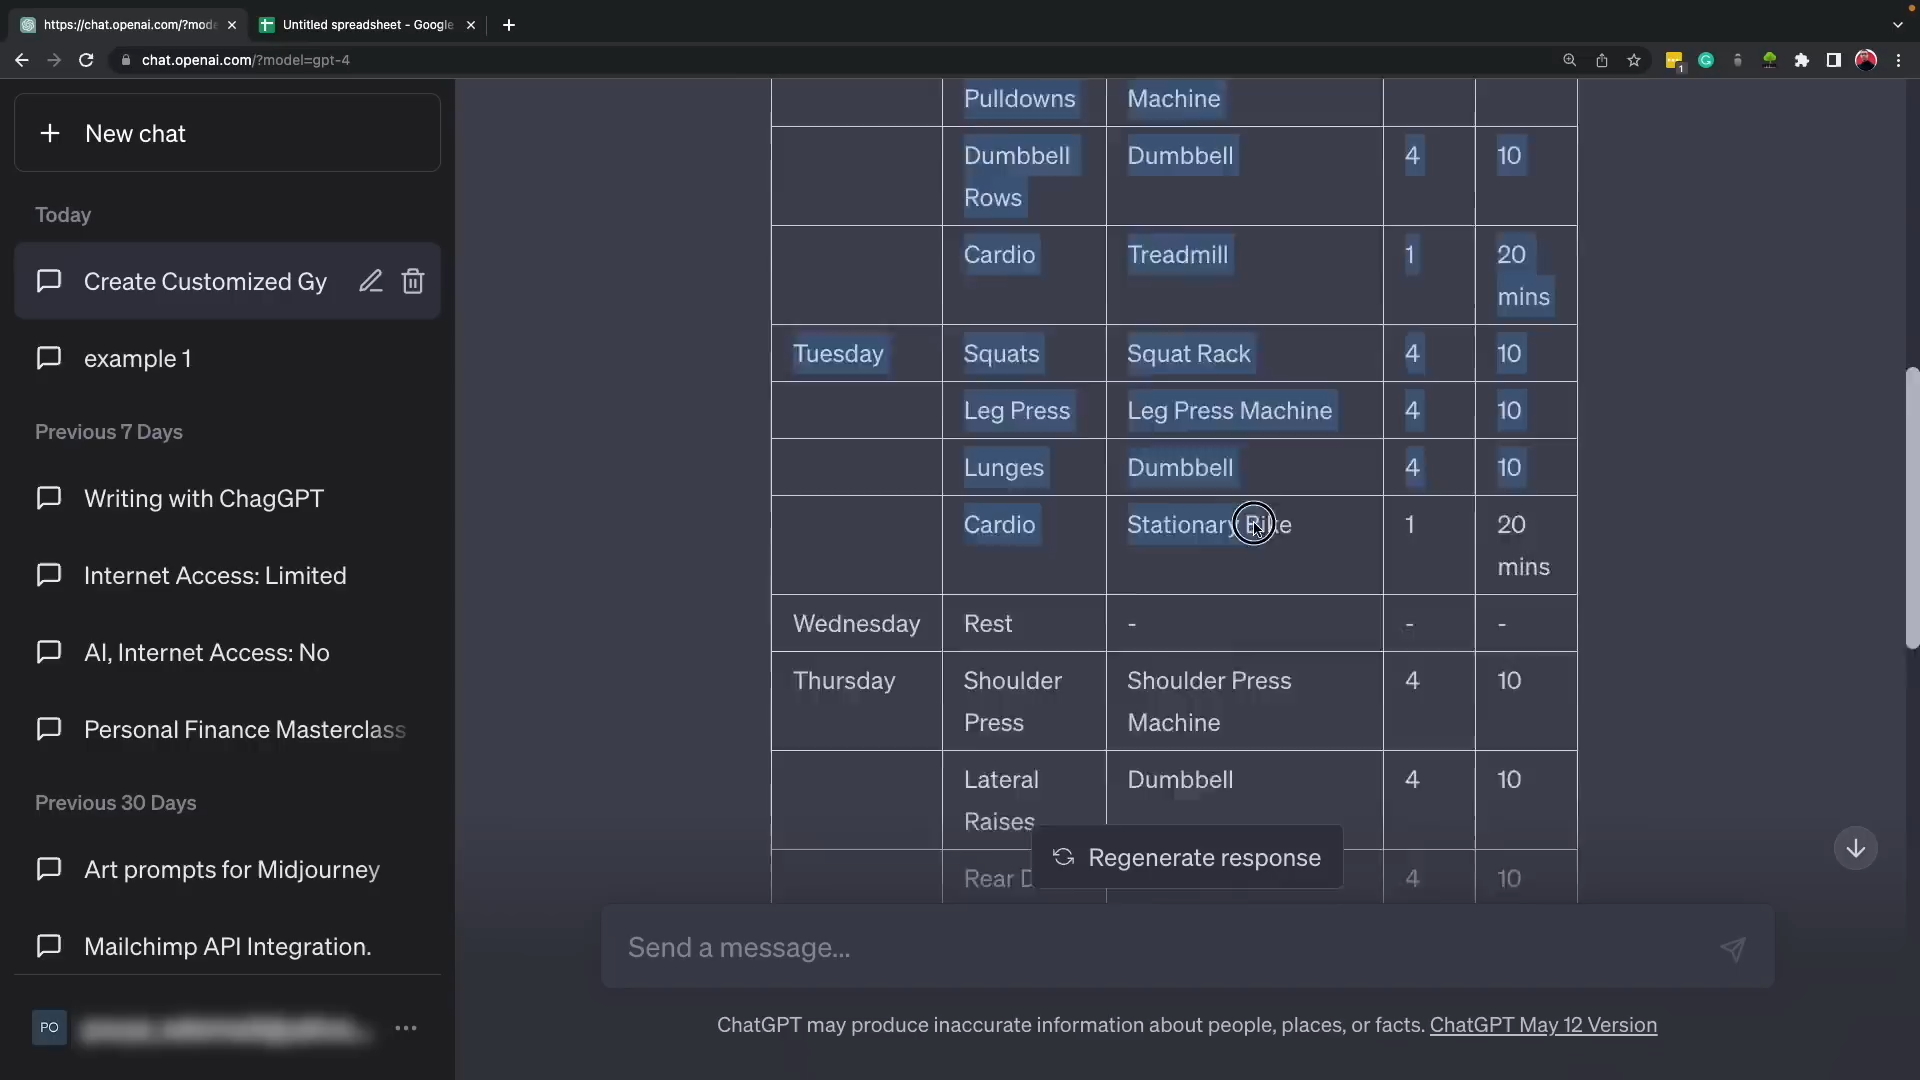 https://chat.openai.com/?mode
Untitled spreadsheet - Google
chat.openai.com/?model=gpt-4
1
New chat
Today
Create Customized Gy
example 1
Previous 7 Days
Writing with ChagGPT
Internet Access: Limited
AI, Internet Access: No
Personal Finance Masterclass
Previous 30 Days
Art prompts for Midjourney
Mailchimp API Integration.
PO
Pulldowns Machine
Dumbbell Dumbbell 4 10
Rows
Cardio Treadmill 1 20
mins
Tuesday Squats Squat Rack 4 10
Leg Press Leg Press Machine 4 10
Lunges Dumbbell 4 10
Cardio Stationary Bike 1 20
mins
Wednesday Rest - - -
Thursday Shoulder Shoulder Press 4 10
Press Machine
Lateral Dumbbell 4 10
Raises
Rear 4 10
Regenerate response
Send a message...
ChatGPT may produce inaccurate information about people, places, or facts. ChatGPT May 12 Version